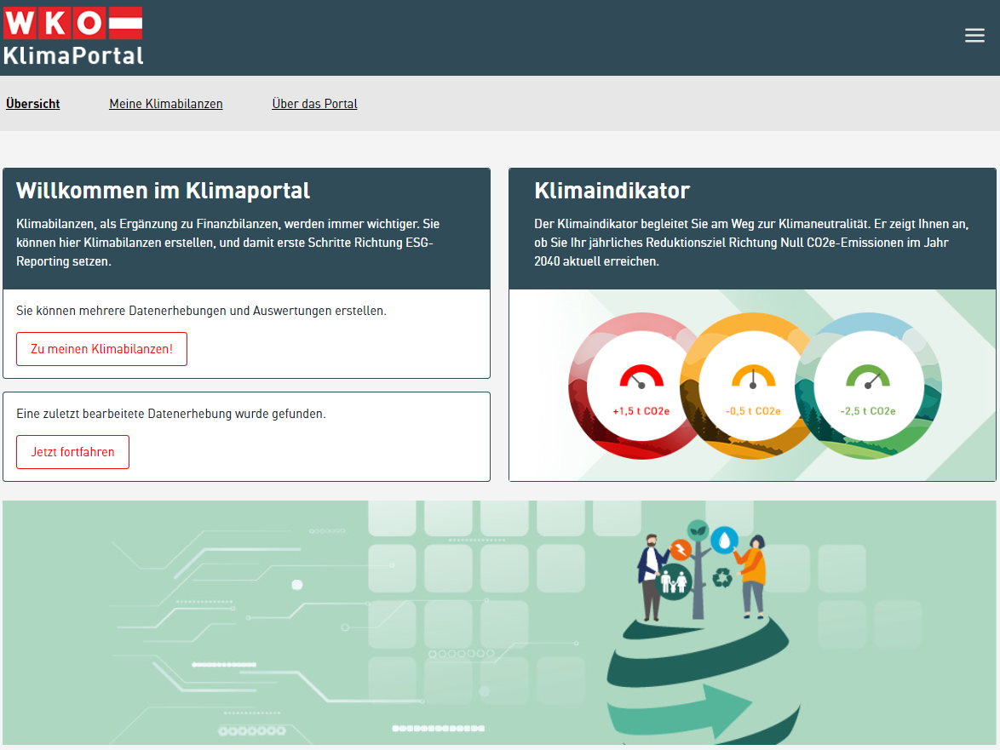 WKO
KlimaPortal
Übersicht
Meine Klimabilanzen
Über das Portal
Willkommen im Klimaportal
Klimabilanzen, als Ergänzung zu Finanzbilanzen, werden immer wichtiger. Sie
können hier Klimabilanzen erstellen, und damit erste Schritte Richtung ESG-
Reporting setzen.
Sie können mehrere Datenerhebungen und Auswertungen erstellen.
Zu meinen Klimabilanzen!
Eine zuletzt bearbeitete Datenerhebung wurde gefunden.
Jetzt fortfahren
Klimaindikator
Der Klimaindikator begleitet Sie am Weg zur Klimaneutralität. Er zeigt Ihnen an,
ob Sie Ihr jährliches Reduktionsziel Richtung Null CO2e-Emissionen im Jahr
2040 aktuell erreichen.
+1,5 t CO2e
-0,5 t CO2e
-2,5 t CO2e